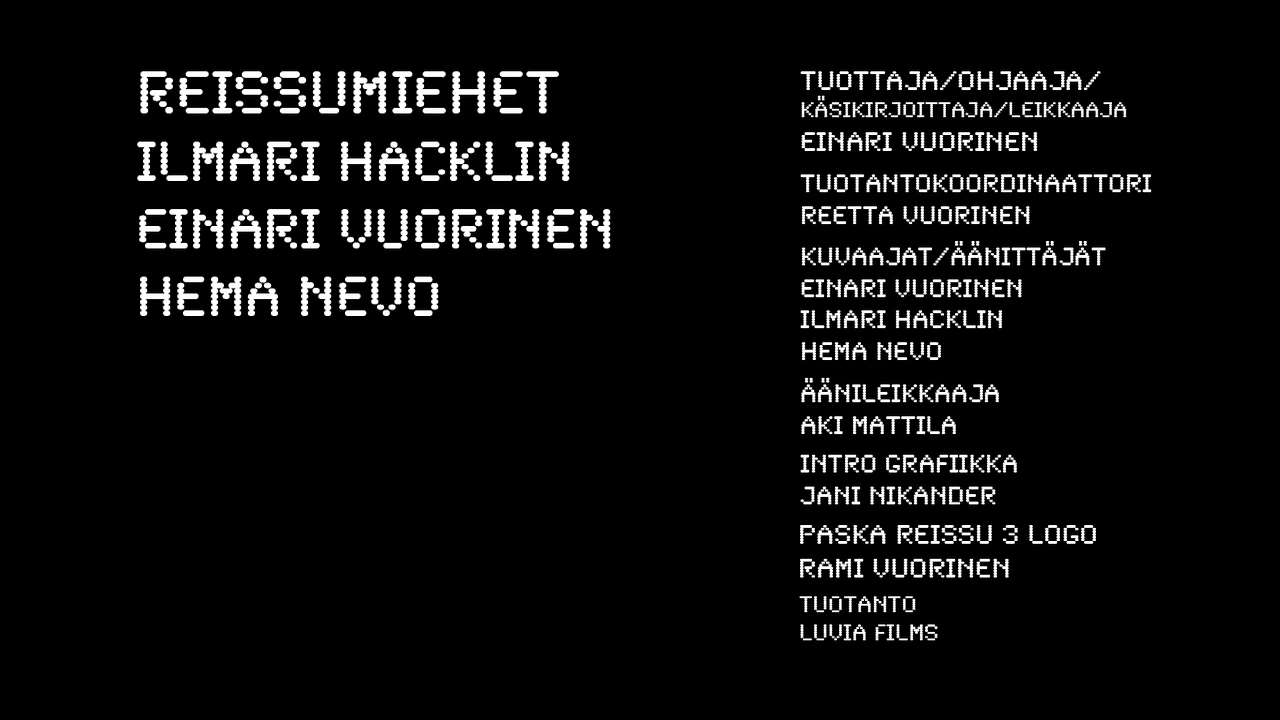 REISSUMIEHET
ILMARI HACKLIN
EINARI VUORINEN
HEMA NEVO
TUOTTAJA/OHJAAJA/
KÄSIKIRJOITTAJA/LEIKKAAJA
EINARI VUORINEN
TUOTANTOKOORDINAATTORI
REETTA VUORINEN
KUVAAJAT/ÄÄNITTÄJÄT
EINARI VUORINEN
ILMARI HACKLIN
HEMA NEVO
ÄÄNILEIKKAAJA
AKI MATTILA
INTRO GRAFIIKKA
JANI NIKANDER
PASKA REISSU 3 LOGO
RAMI VUORINEN
TUOTANTO
LUVIA FILMS